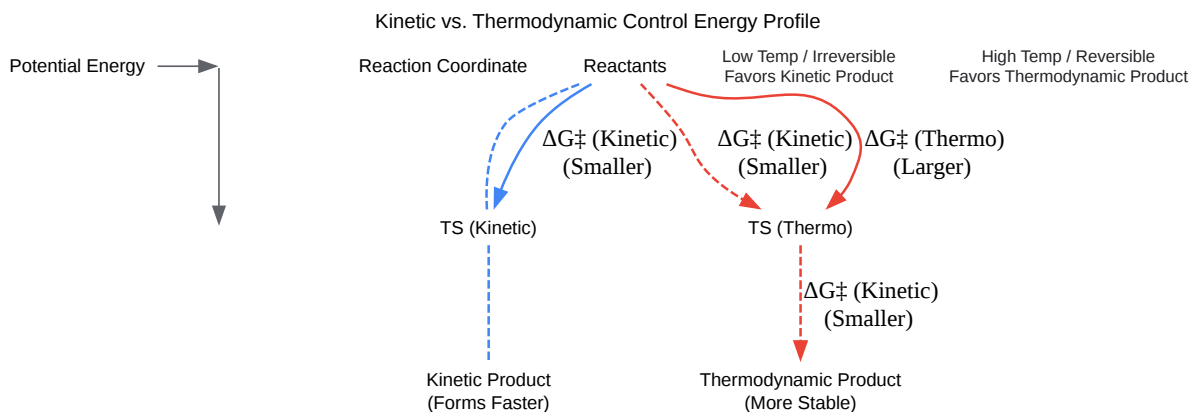 Kinetic vs. Thermodynamic Control Energy Profile
Potential Energy
Reaction Coordinate
Reactants
Low Temp / Irreversible
Favors Kinetic Product
High Temp / Reversible
Favors Thermodynamic Product
ΔG‡ (Kinetic)
(Smaller)
ΔG‡ (Kinetic)
(Smaller)
ΔG‡ (Thermo)
(Larger)
TS (Kinetic)
TS (Thermo)
ΔG‡ (Kinetic)
(Smaller)
Kinetic Product
(Forms Faster)
Thermodynamic Product
(More Stable)